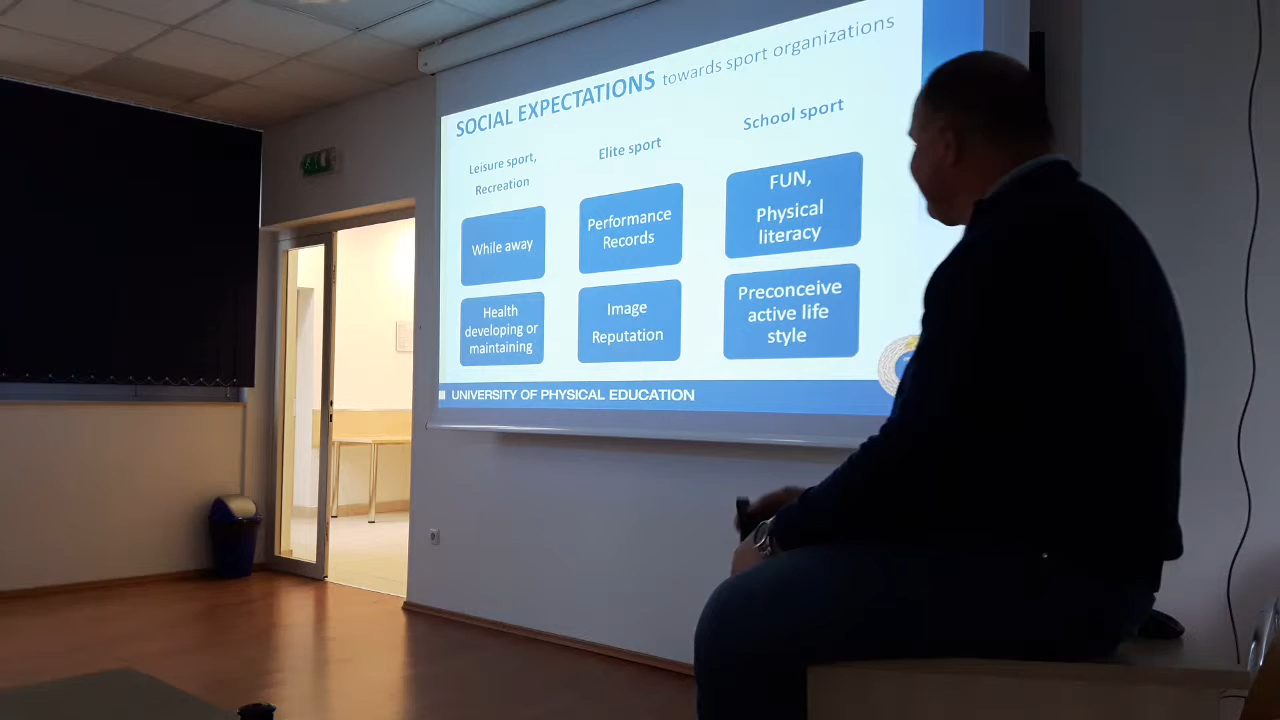 SOCIAL EXPECTATIONS towards sport organizations
Leisure sport,
Recreation
While away
Health
developing or
maintaining
Elite sport
Performance
Records
Image
Reputation
School sport
FUN,
Physical
literacy
Preconceive
active life
style
UNIVERSITY OF PHYSICAL EDUCATION